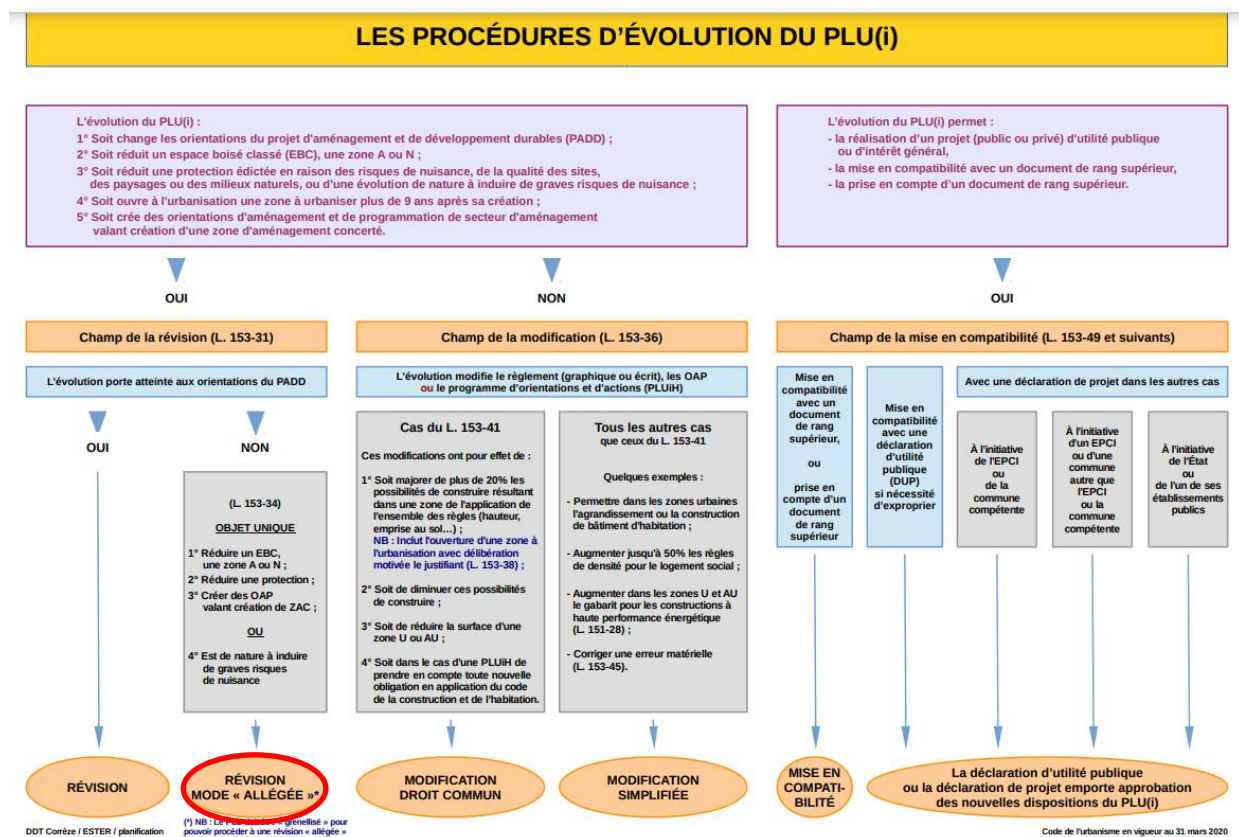 LES PROCÉDURES D'ÉVOLUTION DU PLU(i)
L'évolution du PLU(i) :
1° Soit change les orientations du projet d'aménagement et de développement durables (PADD) ;
2° Soit réduit un espace boisé classé (EBC), une zone A ou N ;
3° Soit réduit une protection édictée en raison des risques de nuisance, de la qualité des sites,
des paysages ou des milieux naturels, ou d'une évolution de nature à induire de graves risques de nuisance ;
4° Soit ouvre à l'urbanisation une zone à urbaniser plus de 9 ans après sa création ;
5° Soit crée des orientations d'aménagement et de programmation de secteur d'aménagement
valant création d'une zone d'aménagement concerté.
L'évolution du PLU(i) permet :
- la réalisation d'un projet (public ou privé) d'utilité publique
ou d'intérêt général,
- la mise en compatibilité avec un document de rang supérieur,
- la prise en compte d'un document de rang supérieur.
OUI
NON
OUI
Champ de la révision (L. 153-31)
Champ de la modification (L. 153-36)
Champ de la mise en compatibilité (L. 153-49 et suivants)
L'évolution porte atteinte aux orientations du PADD
OUI
NON
(L. 153-34)
OBJET UNIQUE
1° Réduire un EBC,
une zone A ou N ;
2° Réduire une protection ;
3° Créer des OAP
valant création de ZAC ;
OU
4° Est de nature à induire
de graves risques
de nuisance
L'évolution modifie le règlement (graphique ou écrit), les OAP
ou le programme d'orientations et d'actions (PLUiH)
Cas du L. 153-41
Ces modifications ont pour effet de :
1° Soit majorer de plus de 20% les
possibilités de construire résultant
dans une zone de l'application de
l'ensemble des règles (hauteur,
emprise au sol…) ;
NB : Inclut l'ouverture d'une zone à
l'urbanisation avec délibération
motivée le justifiant (L. 153-38) ;
2° Soit de diminuer ces possibilités
de construire ;
3° Soit de réduire la surface d'une
zone U ou AU ;
4° Soit dans le cas d'une PLUiH de
prendre en compte toute nouvelle
obligation en application du code
de la construction et de l'habitation.
Tous les autres cas
que ceux du L. 153-41
Quelques exemples :
- Permettre dans les zones urbaines
l'agrandissement ou la construction
de bâtiment d'habitation ;
- Augmenter jusqu'à 50% les règles
de densité pour le logement social ;
- Augmenter dans les zones U et AU
le gabarit pour les constructions à
haute performance énergétique
(L. 151-28) ;
- Corriger une erreur matérielle
(L. 153-45).
Mise en
compatibilité
avec un
document
de rang
supérieur,
ou
prise en
compte d'un
document
de rang
supérieur
Mise en
compatibilité
avec une
déclaration
d'utilité
publique
(DUP)
si nécessité
d'exproprier
Avec une déclaration de projet dans les autres cas
À l'initiative
de l'EPCI
ou
de la
commune
compétente
À l'initiative
d'un EPCI
ou d'une
commune
autre que
l'EPCI
ou la
commune
compétente
À l'initiative
de l'État
ou
de l'un de ses
établissements
publics
RÉVISION
RÉVISION
MODE « ALLÉGÉE »*
MODIFICATION
DROIT COMMUN
MODIFICATION
SIMPLIFIÉE
MISE EN
COMPATI-
BILITÉ
La déclaration d'utilité publique
ou la déclaration de projet emporte approbation
des nouvelles dispositions du PLU(i)
(*) NB : Le « grenellisé » pour
pouvoir procéder à une révision « allégée »
DDT Corrèze / ESTER / planification
Code de l'urbanisme en vigueur au 31 mars 2020